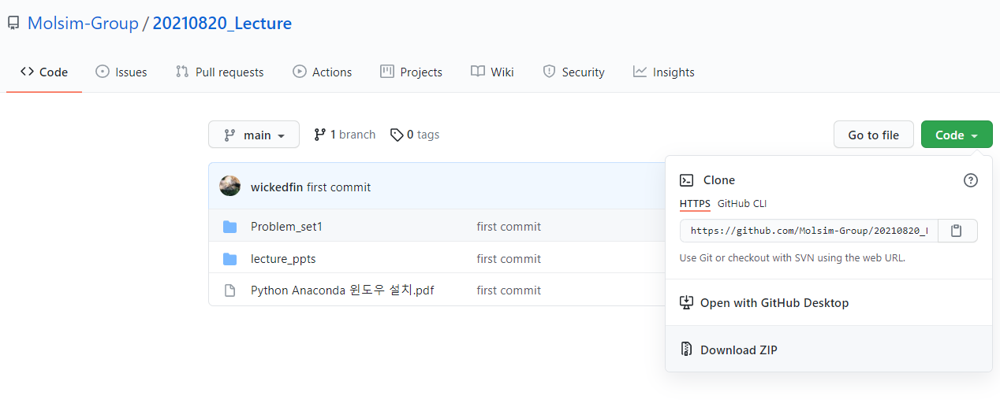 Molsim-Group / 20210820_Lecture
Code Issues Pull requests Actions Projects Wiki Security Insights
main 1 branch 0 tags Go to file Code
wickedfin first commit
Problem_set1 first commit
lecture_ppts first commit
Python Anaconda 윈도우 설치.pdf first commit
Clone
HTTPS GitHub CLI
https://github.com/Molsim-Group/20210820_
Use Git or checkout with SVN using the web URL.
Open with GitHub Desktop
Download ZIP